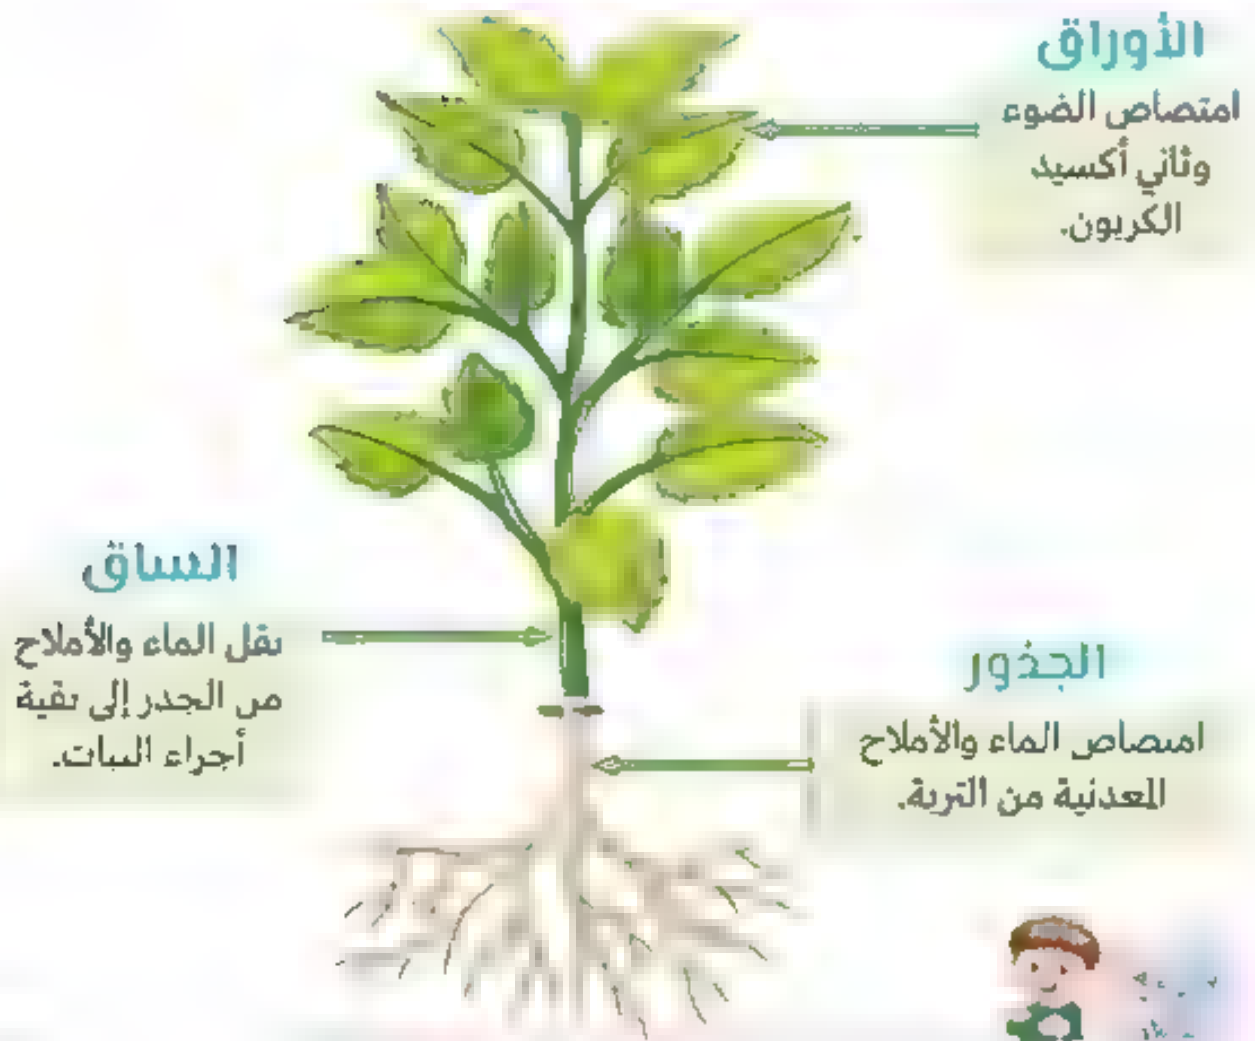 الأوراق
امتصاص الضوء
وثاني أكسيد
الكربون.
الساق
نقل الماء والأملاح
من الجذر إلى بقية
أجزاء النبات.
الجذور
امتصاص الماء والأملاح
المعدنية من التربة.